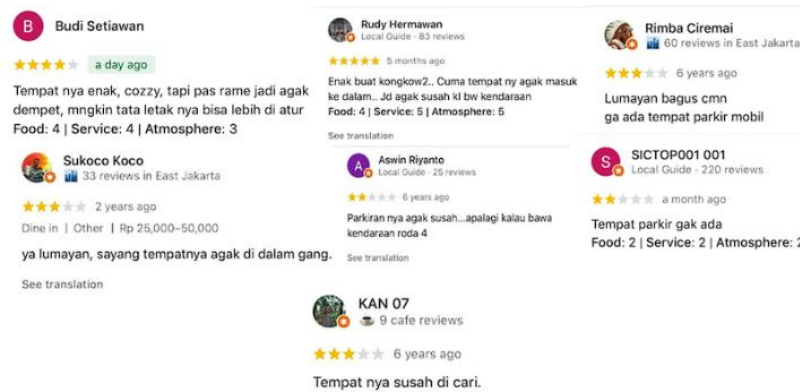 B
Budi Setiawan
a day ago
Tempat nya enak, cozzy, tapi pas rame jadi agak
dempet, mngkin tata letak nya bisa lebih di atur
Food: 4 | Service: 4 | Atmosphere: 3
Sukoco Koco
33 reviews in East Jakarta
2 years ago
Dine in | Other | Rp 25,000–50,000
ya lumayan, sayang tempatnya agak di dalam gang.
See translation
Rudy Hermawan
Local Guide · 83 reviews
5 months ago
Enak buat kongkow2.. Cuma tempat ny agak masuk
ke dalam.. Jd agak susah kl bw kendaraan
Food: 4 | Service: 5 | Atmosphere: 5
See translation
A
Aswin Riyanto
Local Guide · 25 reviews
6 years ago
Parkiran nya agak susah...apalagi kalau bawa
kendaraan roda 4
See translation
KAN 07
9 cafe reviews
6 years ago
Tempat nya susah di cari.
Rimba Ciremai
60 reviews in East Jakarta
6 years ago
Lumayan bagus cmn
ga ada tempat parkir mobil
S
SICTOP001 001
Local Guide · 220 reviews
a month ago
Tempat parkir gak ada
Food: 2 | Service: 2 | Atmosphere: 2